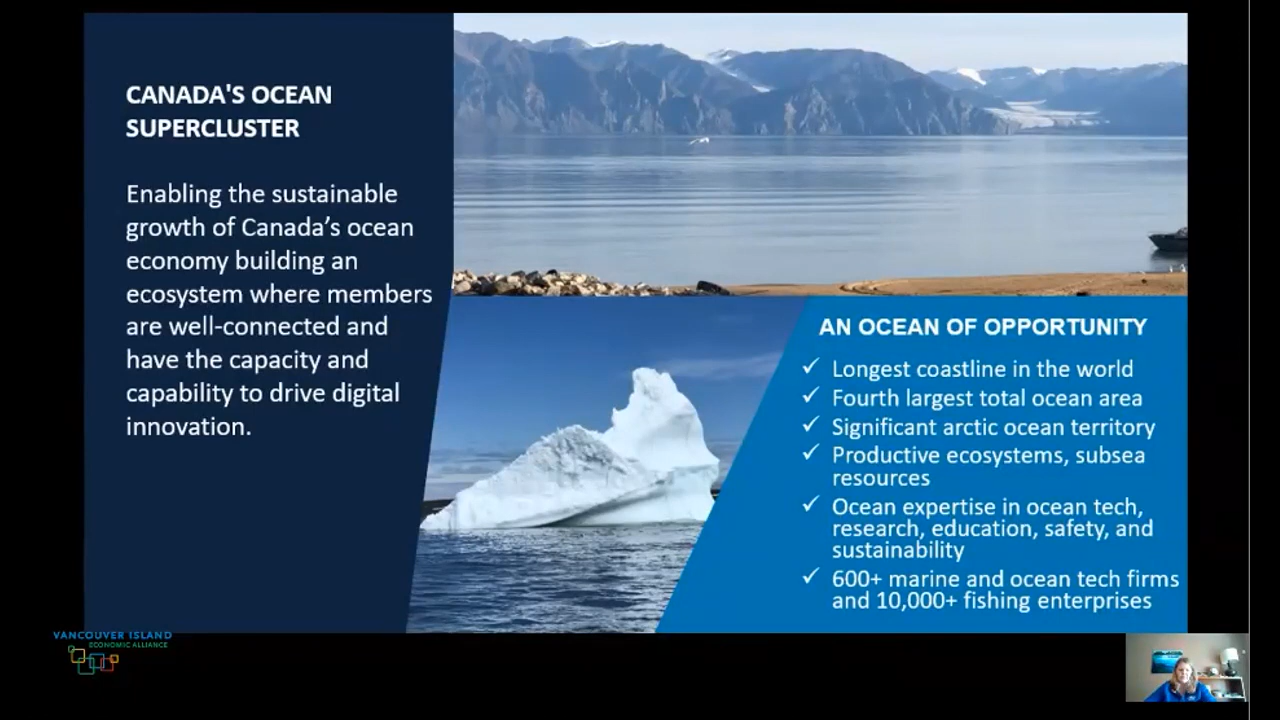 CANADA'S OCEAN
SUPERCLUSTER
Enabling the sustainable
growth of Canada’s ocean
economy building an
ecosystem where members
are well-connected and
have the capacity and
capability to drive digital
innovation.
AN OCEAN OF OPPORTUNITY
✓ Longest coastline in the world
✓ Fourth largest total ocean area
✓ Significant arctic ocean territory
✓ Productive ecosystems, subsea
resources
✓ Ocean expertise in ocean tech,
research, education, safety, and
sustainability
✓ 600+ marine and ocean tech firms
and 10,000+ fishing enterprises
VANCOUVER ISLAND
ECONOMIC ALLIANCE